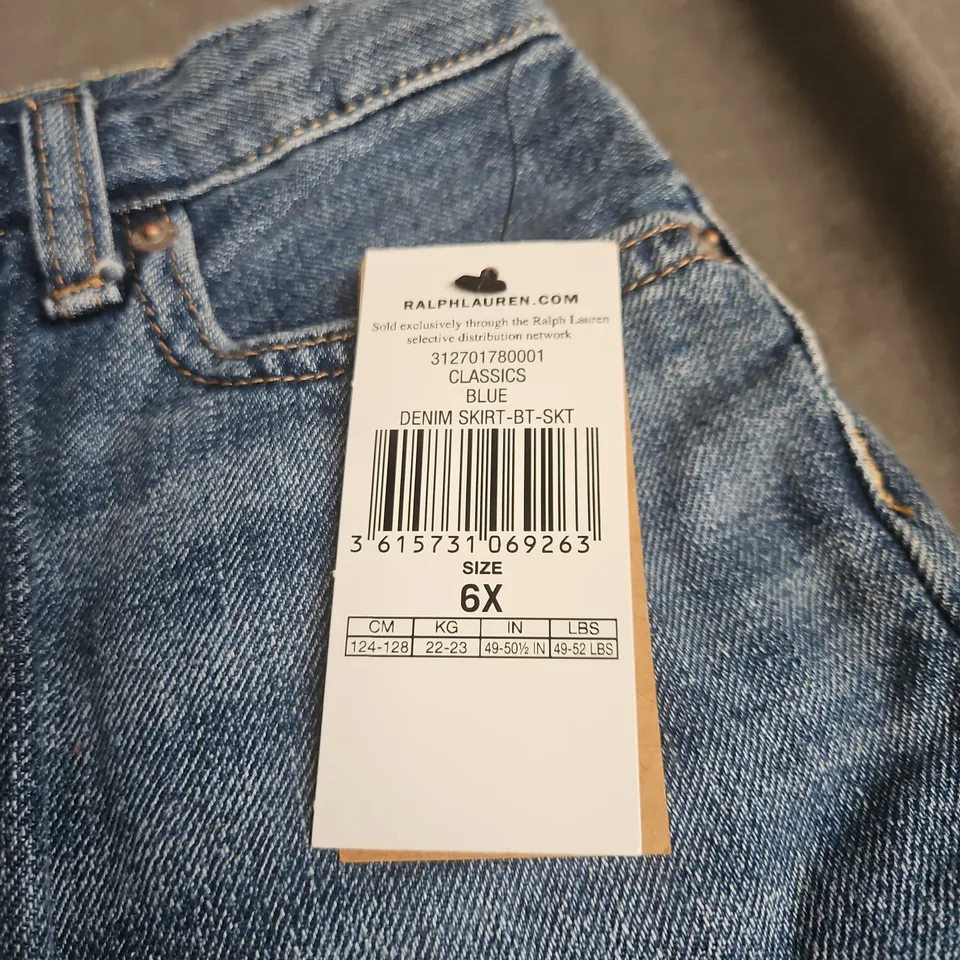 RALPHLAUREN.COM
Sold exclusively through the Ralph Lauren
selective distribution network
312701780001
CLASSICS
BLUE
DENIM SKIRT-BT-SKT
3 615731 069263
SIZE
6X
CM KG IN LBS
124-128 22-23 49-50½ IN 49-52 LBS